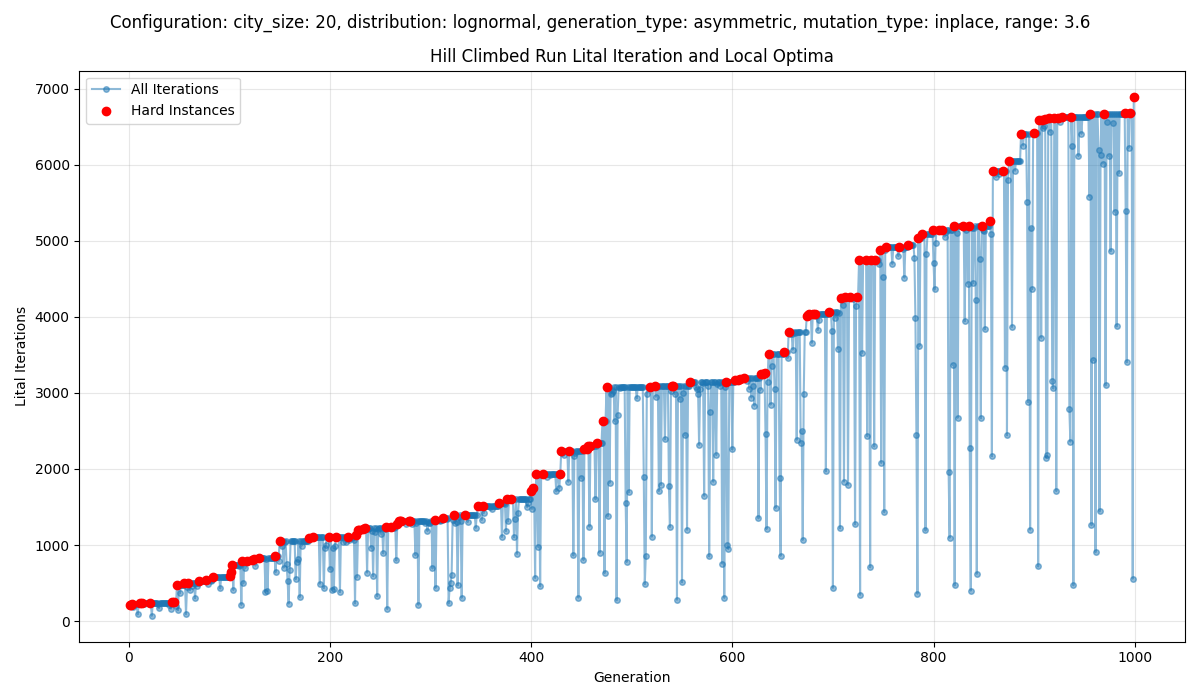 Configuration: city_size: 20, distribution: lognormal, generation_type: asymmetric, mutation_type: inplace, range: 3.6
Hill Climbed Run Lital Iteration and Local Optima
All Iterations
Hard Instances
7000
6000
5000
4000
3000
2000
1000
0
Lital Iterations
0
200
400
600
800
1000
Generation